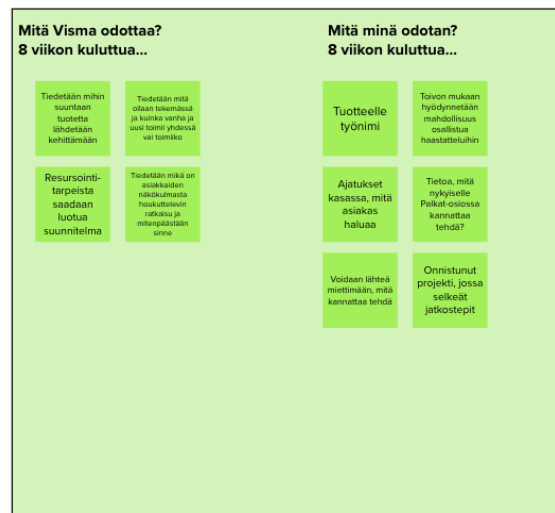 Mitä Visma odottaa?
8 viikon kuluttua...
Tiedetään mihin
suuntaan
tuotetta
lähdetään
kehittämään
Tiedetään mitä
ollaan tekemässä
ja kuinka vanha ja
uusi toimii yhdessä
vai toimiiko
Resursointi-
tarpeista
saadaan
luotua
suunnitelma
Tiedetään mikä on
asiakkaiden
näkökulmasta
houkuttelevin
ratkaisu ja
mitenpäästään
sinne
Mitä minä odotan?
8 viikon kuluttua...
Tuotteelle
työnimi
Toivon mukaan
hyödynnetään
mahdollisuus
osallistua
haastatteluihin
Ajatukset
kasassa, mitä
asiakas
haluaa
Tietoa, mitä
nykyiselle
Palkat-osiossa
kannattaa
tehdä?
Voidaan lähteä
miettimään, mitä
kannattaa tehdä
Onnistunut
projekti, jossa
selkeät
jatkostepit